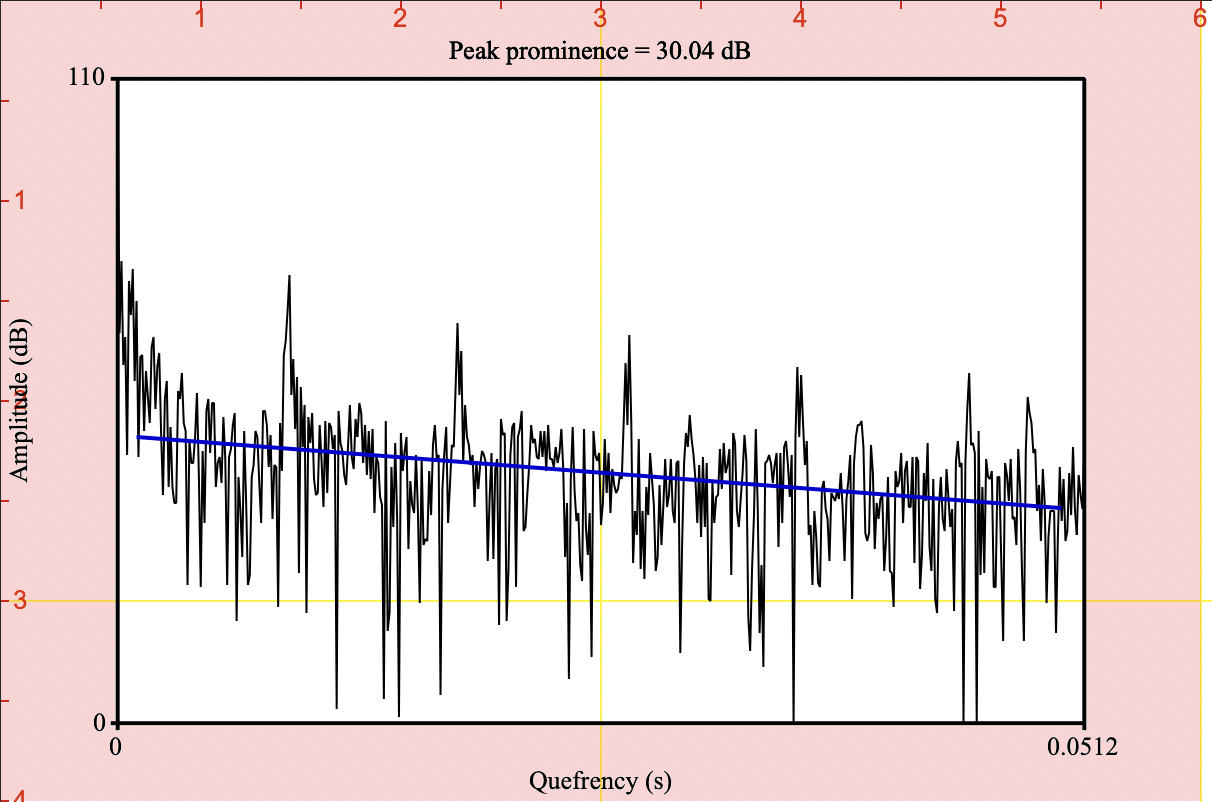 1 2 3 4 5 6
Peak prominence = 30.04 dB
110
1
Amplitude (dB)
3
0
0 0.0512
Quefrency (s)
4